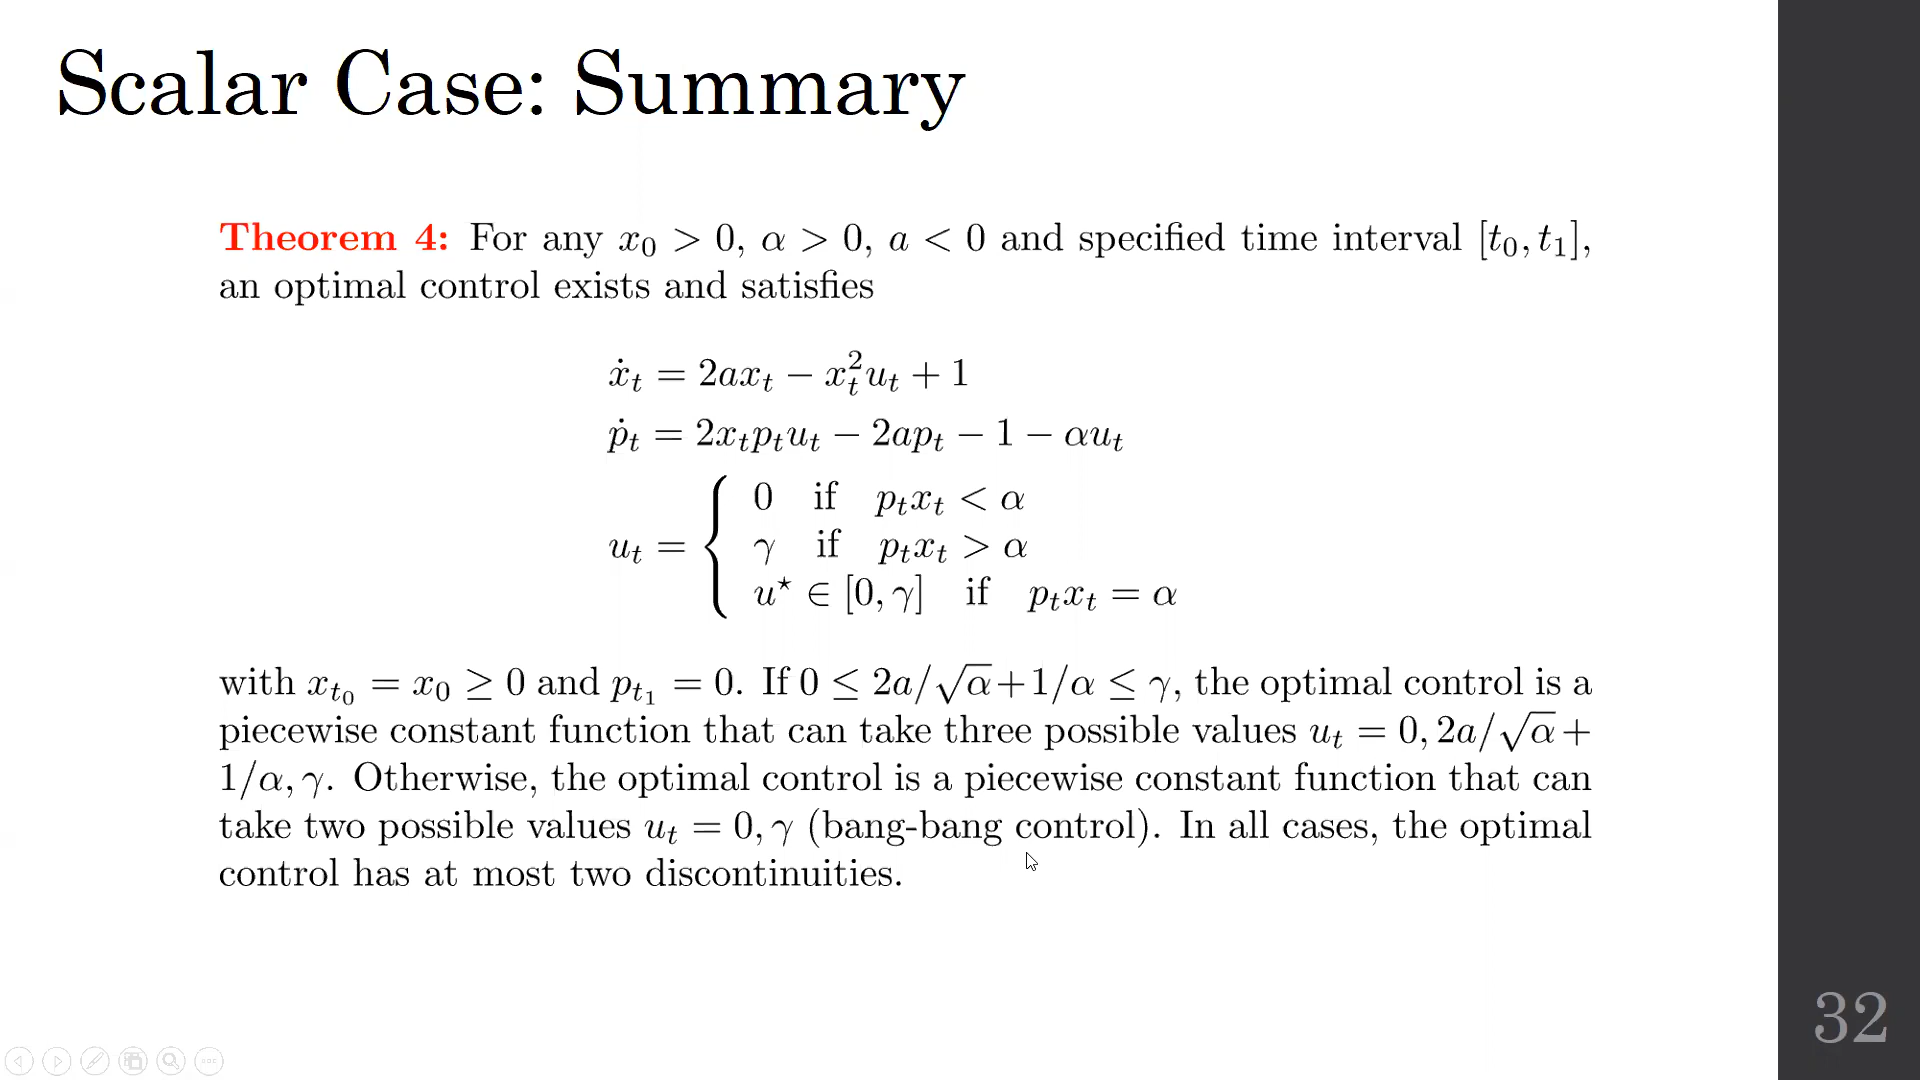 Scalar Case: Summary
Theorem 4: For any x₀ > 0, α > 0, a < 0 and specified time interval [t₀, t₁],
an optimal control exists and satisfies
ẋₜ = 2axₜ − xₜ²uₜ + 1
ṗₜ = 2xₜpₜuₜ − 2apₜ − 1 − αuₜ
uₜ = { 0 if pₜxₜ < α
γ if pₜxₜ > α
u⋆ ∈ [0, γ] if pₜxₜ = α
with x_{t₀} = x₀ ≥ 0 and p_{t₁} = 0. If 0 ≤ 2a/√α+1/α ≤ γ, the optimal control is a
piecewise constant function that can take three possible values uₜ = 0, 2a/√α+
1/α, γ. Otherwise, the optimal control is a piecewise constant function that can
take two possible values uₜ = 0, γ (bang-bang control). In all cases, the optimal
control has at most two discontinuities.
32